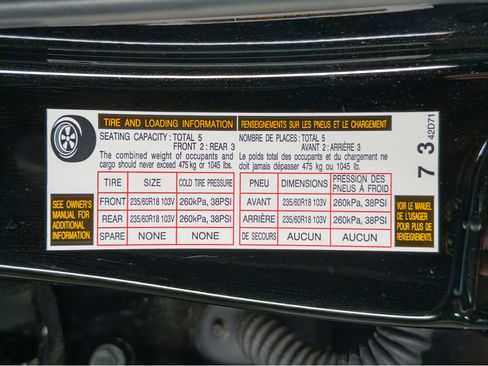 TIRE AND LOADING INFORMATION
SEATING CAPACITY : TOTAL 5
FRONT 2 : REAR 3
The combined weight of occupants and
cargo should never exceed 475 kg or 1045 lbs.
RENSEIGNEMENTS SUR LES PNEUS ET LE CHARGEMENT
NOMBRE DE PLACES : TOTAL 5
AVANT 2 : ARRIÈRE 3
Le poids total des occupants et du chargement ne
doit jamais dépasser 475 kg ou 1045 lb.
SEE OWNER'S
MANUAL FOR
ADDITIONAL
INFORMATION.
TIRE SIZE COLD TIRE PRESSURE
FRONT 235/60R18 103V 260kPa, 38PSI
REAR 235/60R18 103V 260kPa, 38PSI
SPARE NONE NONE
PNEU DIMENSIONS PRESSION DES
PNEUS À FROID
AVANT 235/60R18 103V 260kPa, 38PSI
ARRIÈRE 235/60R18 103V 260kPa, 38PSI
DE SECOURS AUCUN AUCUN
VOIR LE MANUEL
DE L'USAGER
POUR PLUS DE
RENSEIGNEMENTS.
7 3
42D71